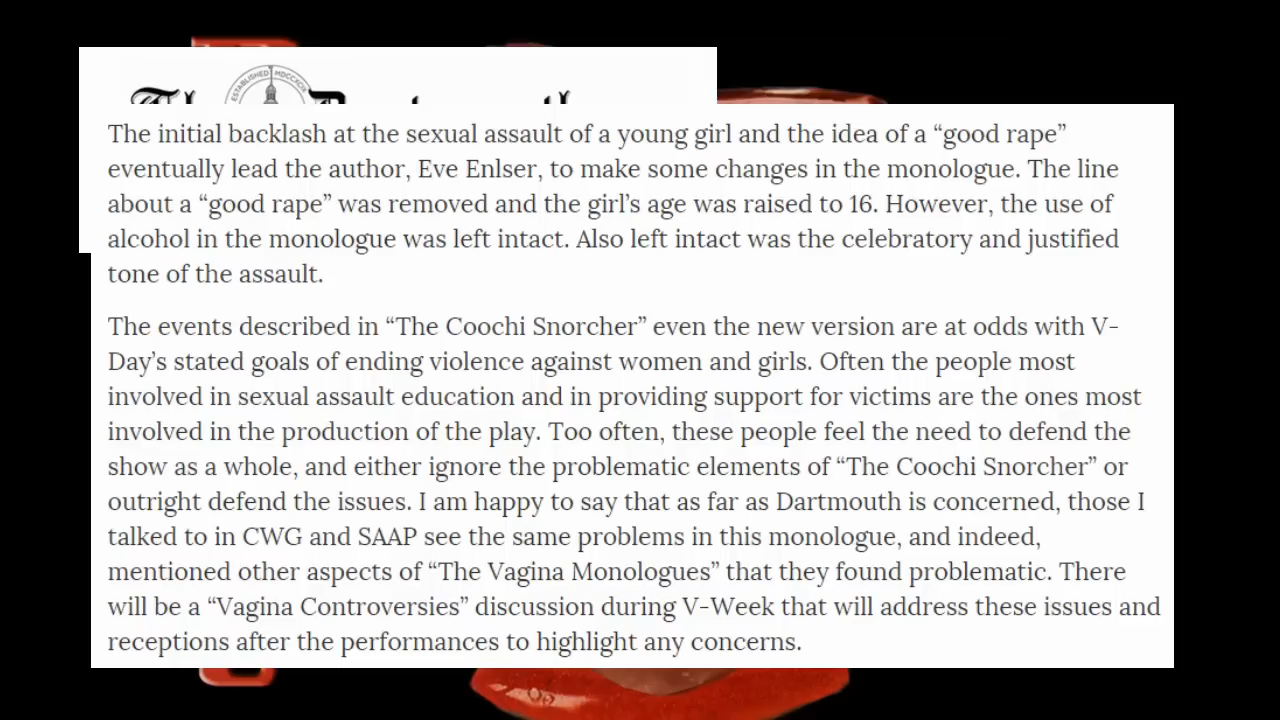 ESTABLISHED MDCCXCIX
The initial backlash at the sexual assault of a young girl and the idea of a “good rape”
eventually lead the author, Eve Enlser, to make some changes in the monologue. The line
about a “good rape” was removed and the girl’s age was raised to 16. However, the use of
alcohol in the monologue was left intact. Also left intact was the celebratory and justified
tone of the assault.
The events described in “The Coochi Snorcher” even the new version are at odds with V-
Day’s stated goals of ending violence against women and girls. Often the people most
involved in sexual assault education and in providing support for victims are the ones most
involved in the production of the play. Too often, these people feel the need to defend the
show as a whole, and either ignore the problematic elements of “The Coochi Snorcher” or
outright defend the issues. I am happy to say that as far as Dartmouth is concerned, those I
talked to in CWG and SAAP see the same problems in this monologue, and indeed,
mentioned other aspects of “The Vagina Monologues” that they found problematic. There
will be a “Vagina Controversies” discussion during V-Week that will address these issues and
receptions after the performances to highlight any concerns.